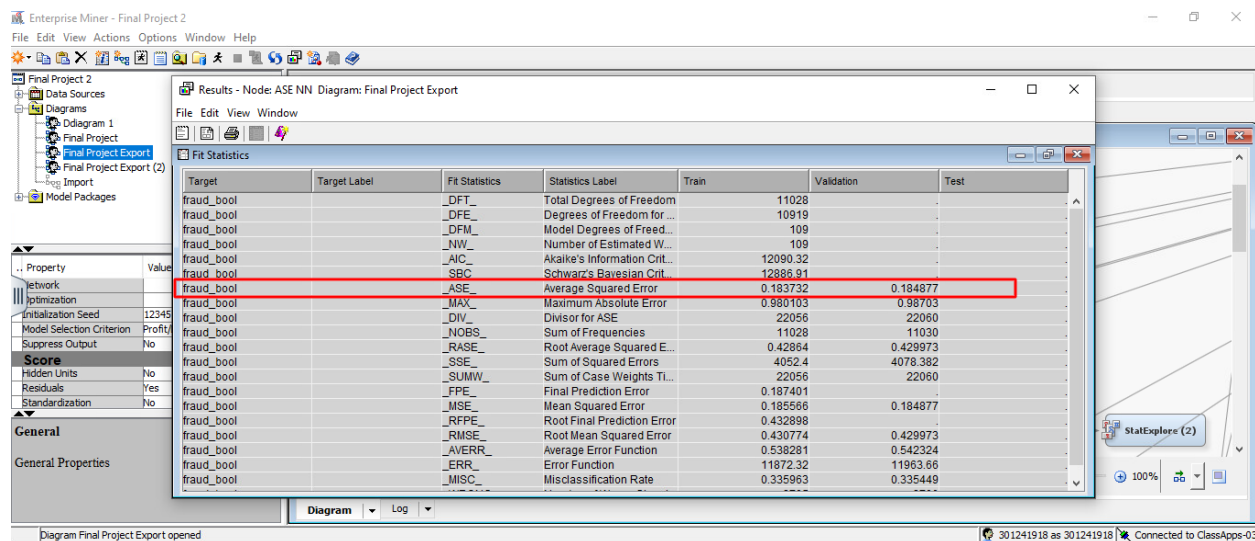 Enterprise Miner - Final Project 2
File Edit View Actions Options Window Help
Final Project 2
Data Sources
Diagrams
Ddiagram 1
Final Project
Final Project Export
Final Project Export (2)
Import
Model Packages
.. Property Value
Network
Optimization
Initialization Seed 12345
Model Selection Criterion Profit/
Suppress Output No
Score
Hidden Units No
Residuals Yes
Standardization No
General
General Properties
Results - Node: ASE NN Diagram: Final Project Export
File Edit View Window
Fit Statistics
Target Target Label Fit Statistics Statistics Label Train Validation Test
fraud_bool _DFT_ Total Degrees of Freedom 11028 . .
fraud_bool _DFE_ Degrees of Freedom for ... 10919 . .
fraud_bool _DFM_ Model Degrees of Freed... 109 . .
fraud_bool _NW_ Number of Estimated W... 109 . .
fraud_bool _AIC_ Akaike's Information Crit... 12090.32 . .
fraud_bool _SBC_ Schwarz's Bayesian Crit... 12886.91 . .
fraud_bool _ASE_ Average Squared Error 0.183732 0.184877 .
fraud_bool _MAX_ Maximum Absolute Error 0.980103 0.98703 .
fraud_bool _DIV_ Divisor for ASE 22056 22060 .
fraud_bool _NOBS_ Sum of Frequencies 11028 11030 .
fraud_bool _RASE_ Root Average Squared E... 0.42864 0.429973 .
fraud_bool _SSE_ Sum of Squared Errors 4052.4 4078.382 .
fraud_bool _SUMW_ Sum of Case Weights Ti... 22056 22060 .
fraud_bool _FPE_ Final Prediction Error 0.187401 . .
fraud_bool _MSE_ Mean Squared Error 0.185566 0.184877 .
fraud_bool _RFPE_ Root Final Prediction Error 0.432898 . .
fraud_bool _RMSE_ Root Mean Squared Error 0.430774 0.429973 .
fraud_bool _AVERR_ Average Error Function 0.538281 0.542324 .
fraud_bool _ERR_ Error Function 11872.32 11963.66 .
fraud_bool _MISC_ Misclassification Rate 0.335963 0.335449 .
StatExplore (2)
100%
Diagram Log
Diagram Final Project Export opened
301241918 as 301241918 Connected to ClassApps-03